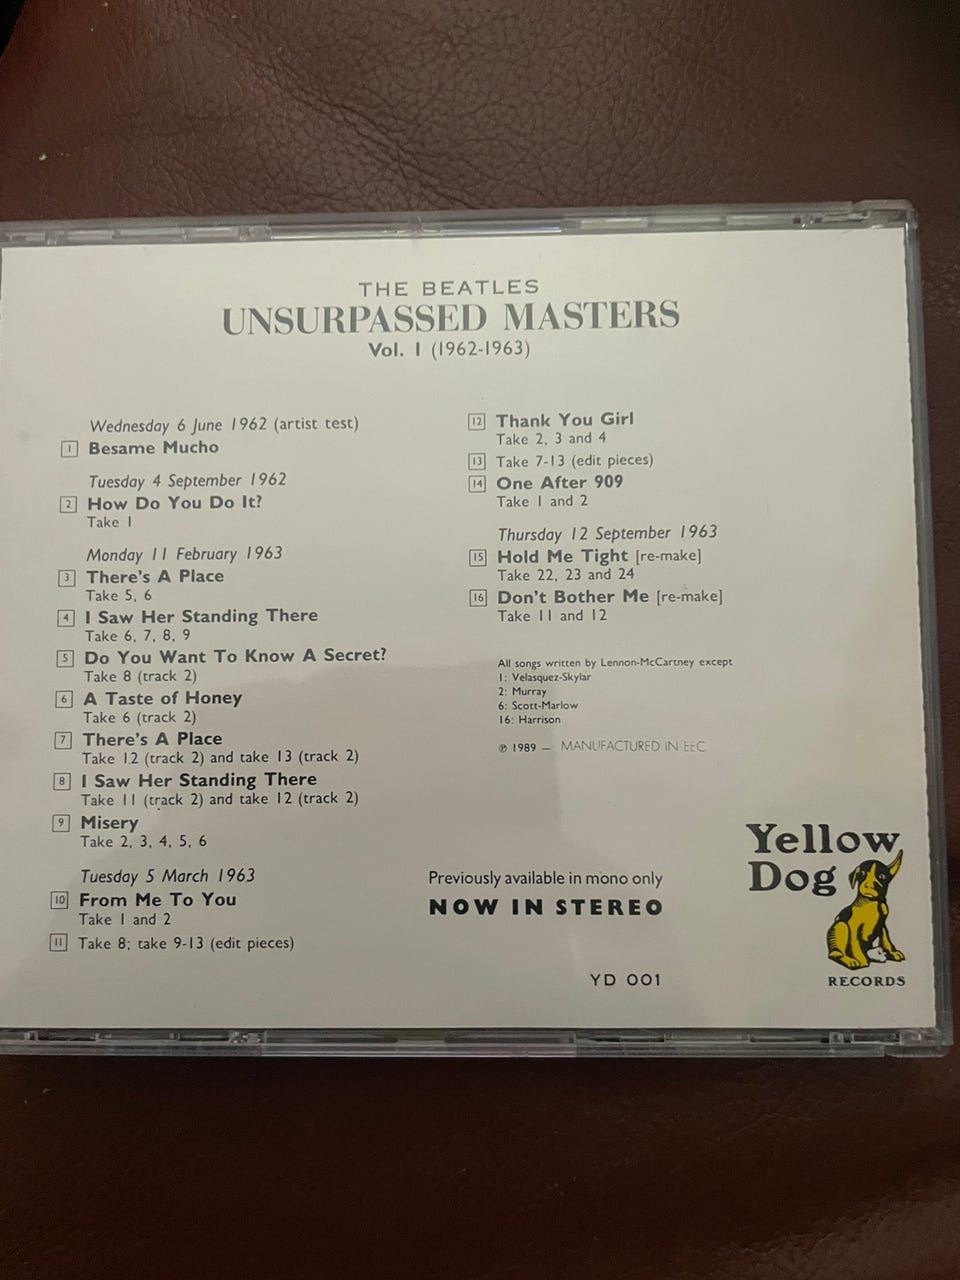 THE BEATLES
UNSURPASSED MASTERS
Vol. 1 (1962-1963)
Wednesday 6 June 1962 (artist test)
1 Besame Mucho
Tuesday 4 September 1962
2 How Do You Do It?
Take 1
Monday 11 February 1963
3 There's A Place
Take 5, 6
4 I Saw Her Standing There
Take 6, 7, 8, 9
5 Do You Want To Know A Secret?
Take 8 (track 2)
6 A Taste of Honey
Take 6 (track 2)
7 There's A Place
Take 12 (track 2) and take 13 (track 2)
8 I Saw Her Standing There
Take 11 (track 2) and take 12 (track 2)
9 Misery
Take 2, 3, 4, 5, 6
Tuesday 5 March 1963
10 From Me To You
Take 1 and 2
11 Take 8; take 9-13 (edit pieces)
12 Thank You Girl
Take 2, 3 and 4
13 Take 7-13 (edit pieces)
14 One After 909
Take 1 and 2
Thursday 12 September 1963
15 Hold Me Tight [re-make]
Take 22, 23 and 24
16 Don't Bother Me [re-make]
Take 11 and 12
All songs written by Lennon-McCartney except
1: Velasquez-Skylar
2: Murray
6: Scott-Marlow
16: Harrison
℗ 1989 — MANUFACTURED IN EEC
Previously available in mono only
NOW IN STEREO
YD 001
Yellow
Dog
RECORDS